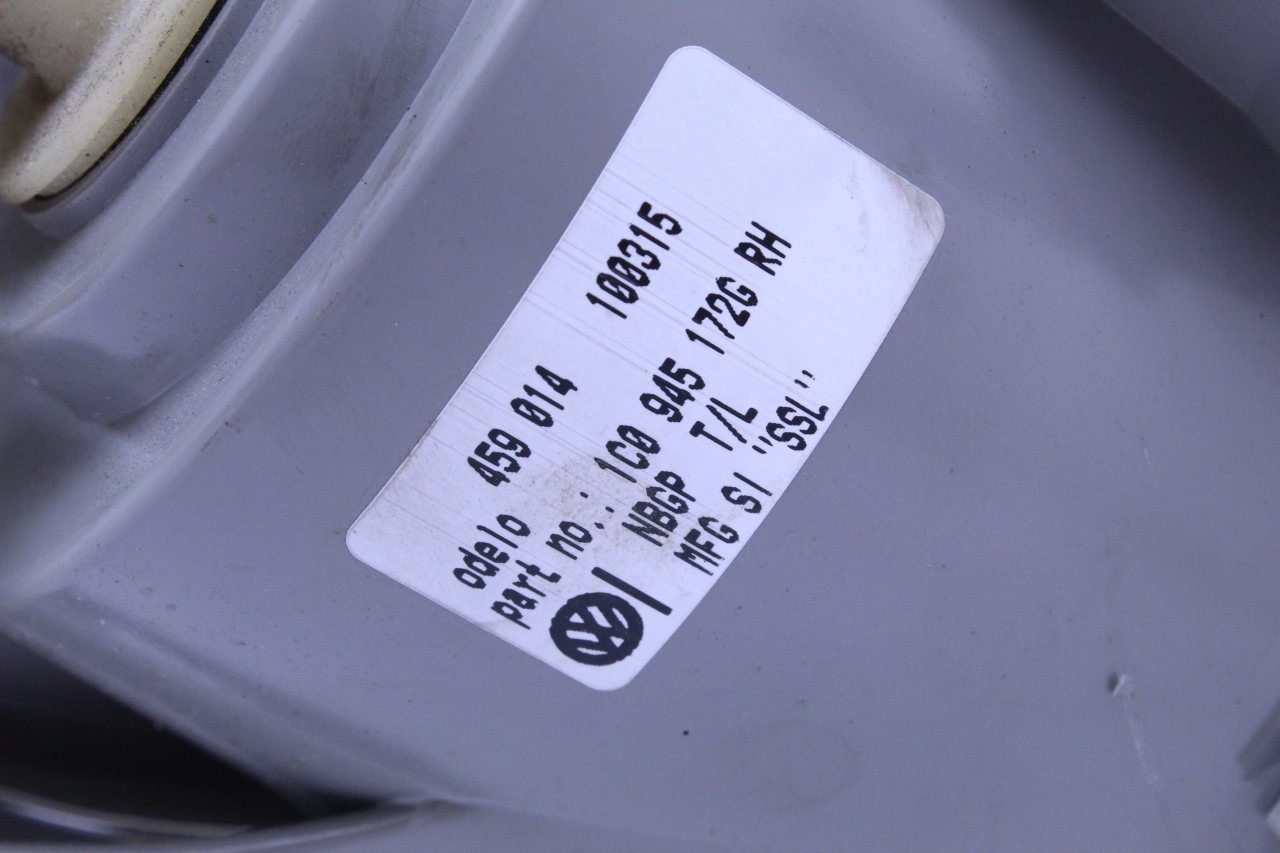 odelo 459 014 100315
part no.: 1C0 945 172G RH
NBGP T/L
MFG SI "SSL"